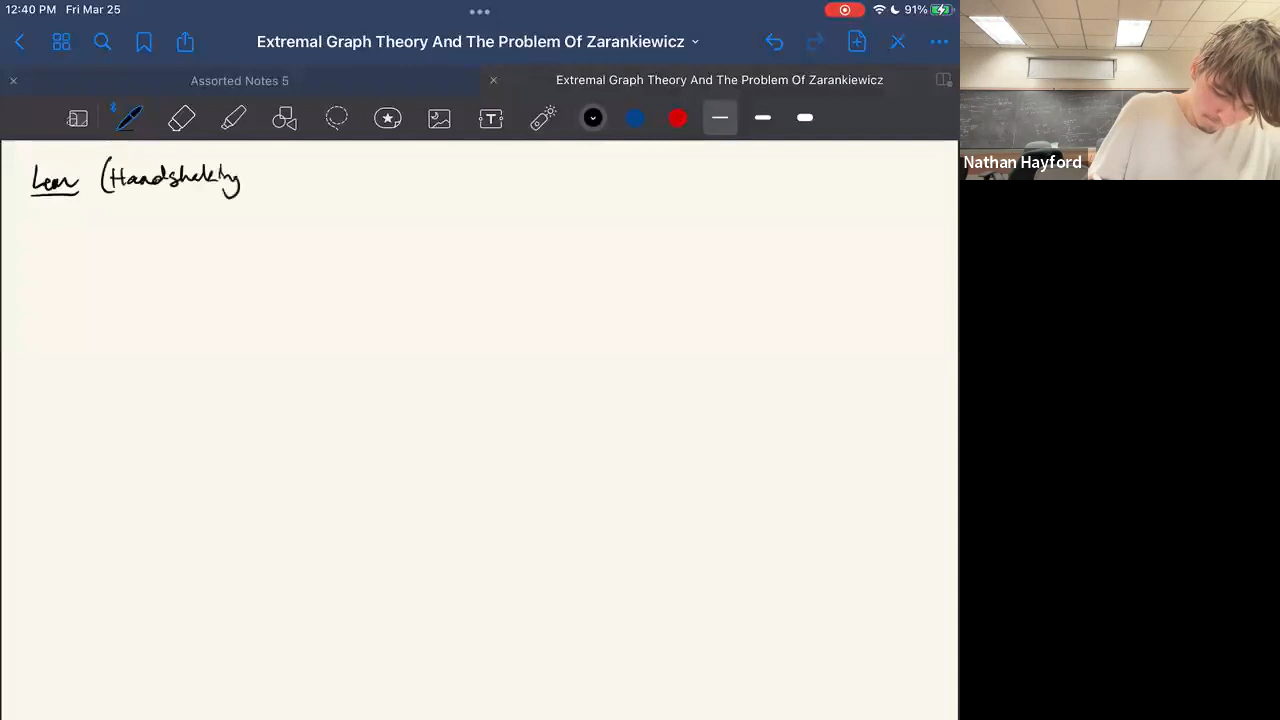 12:40 PM Fri Mar 25
91%
Extremal Graph Theory And The Problem Of Zarankiewicz
Assorted Notes 5
Extremal Graph Theory And The Problem Of Zarankiewicz
T
Lem (Handshaking
Nathan Hayford